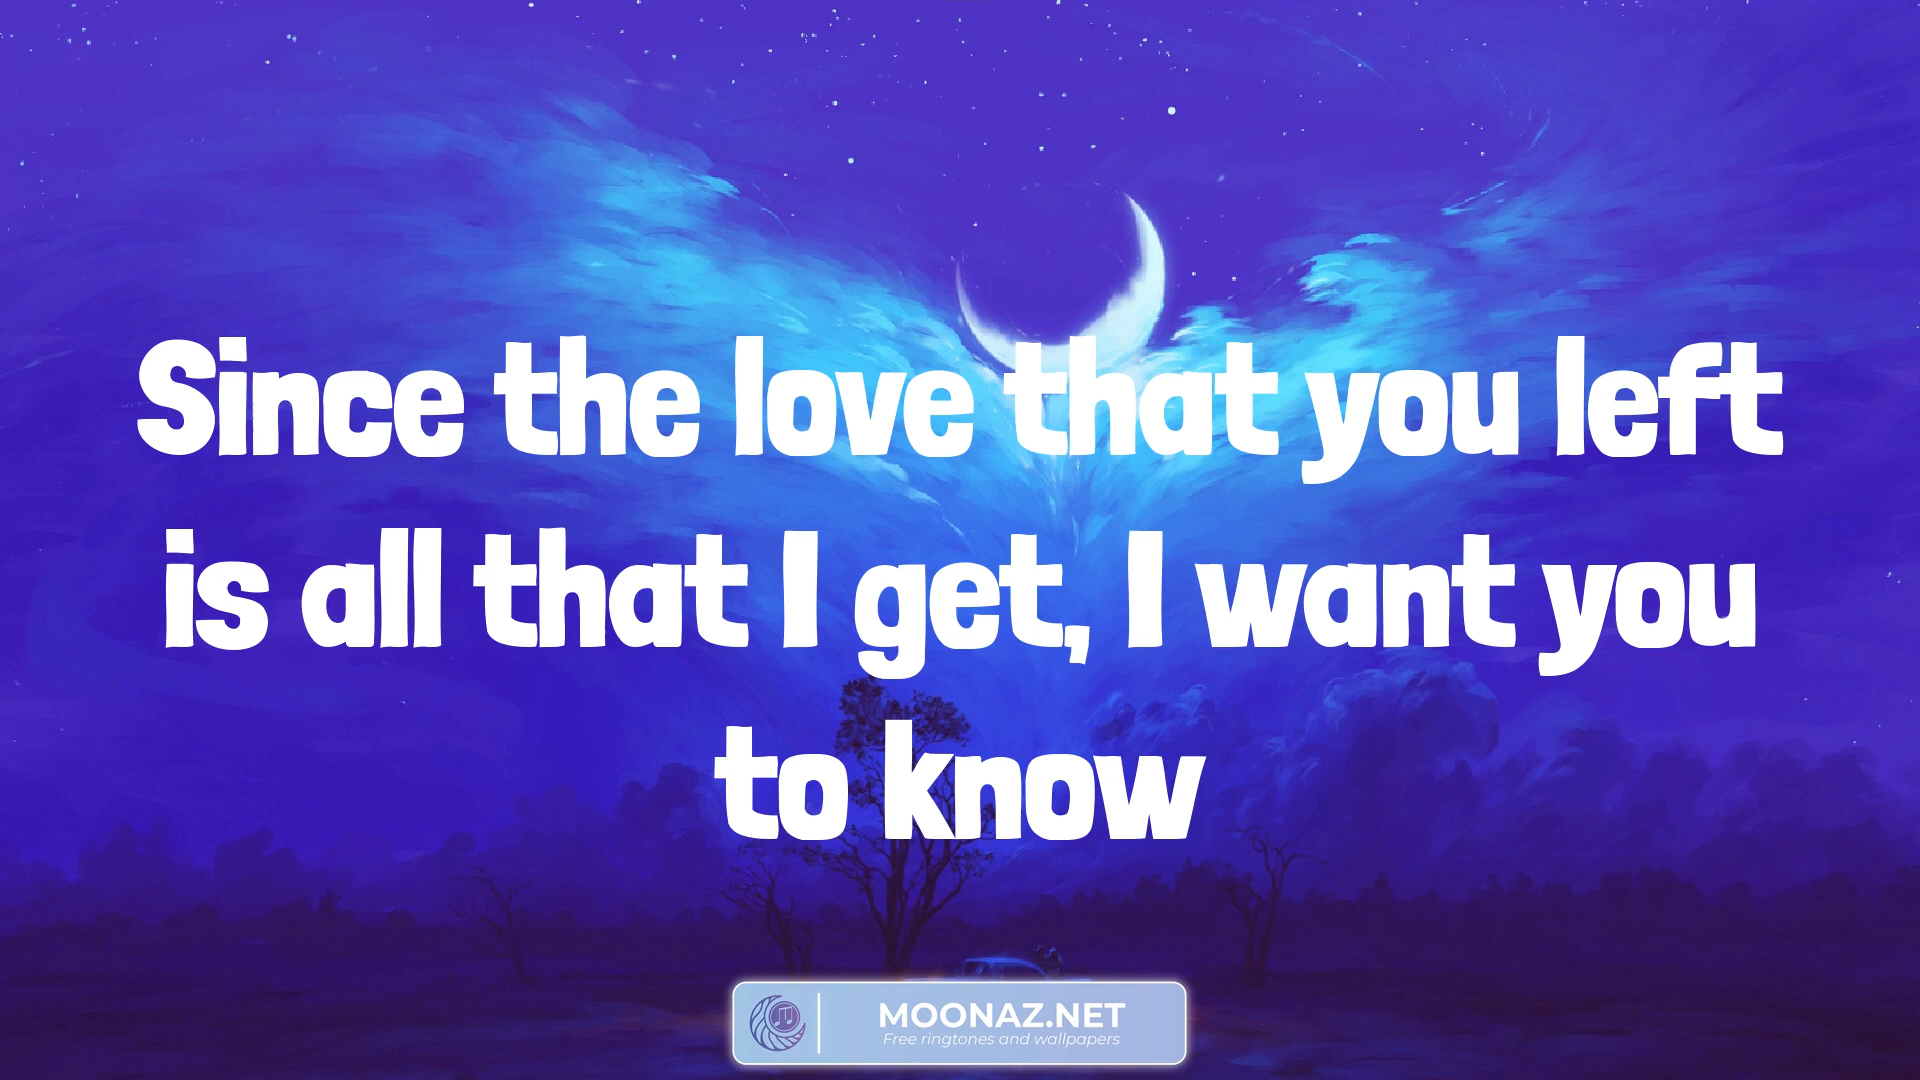 Since the love that you left
is all that I get, I want you
to know
MOONAZ.NET
Free ringtones and wallpapers